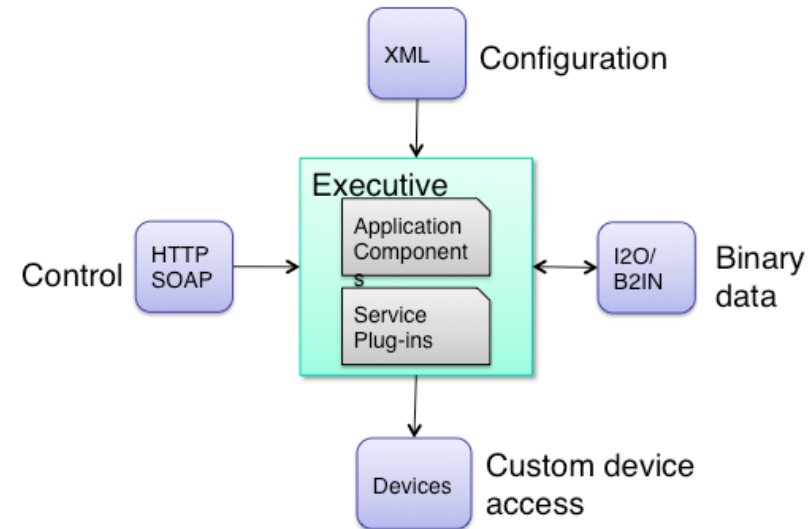 XML
Configuration
Executive
Application
Component
s
Service
Plug-ins
Control
HTTP
SOAP
I2O/
B2IN
Binary
data
Devices
Custom device
access